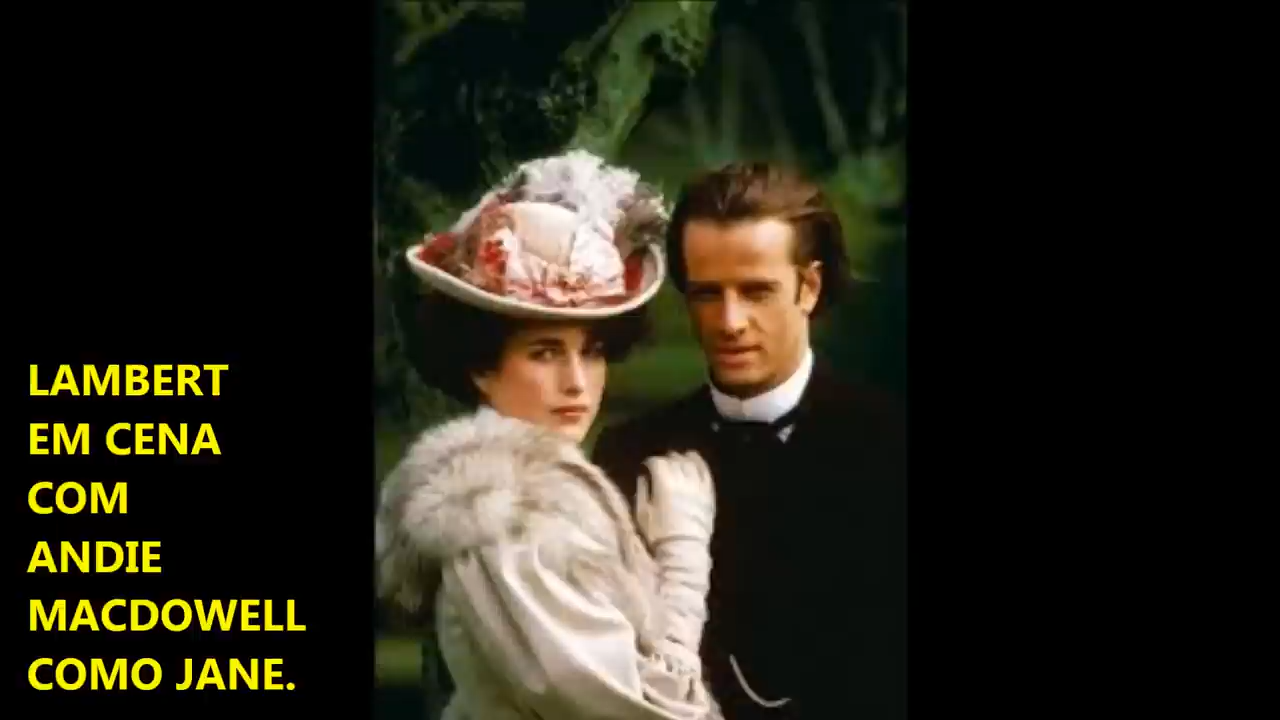 LAMBERT
EM CENA
COM
ANDIE
MACDOWELL
COMO JANE.